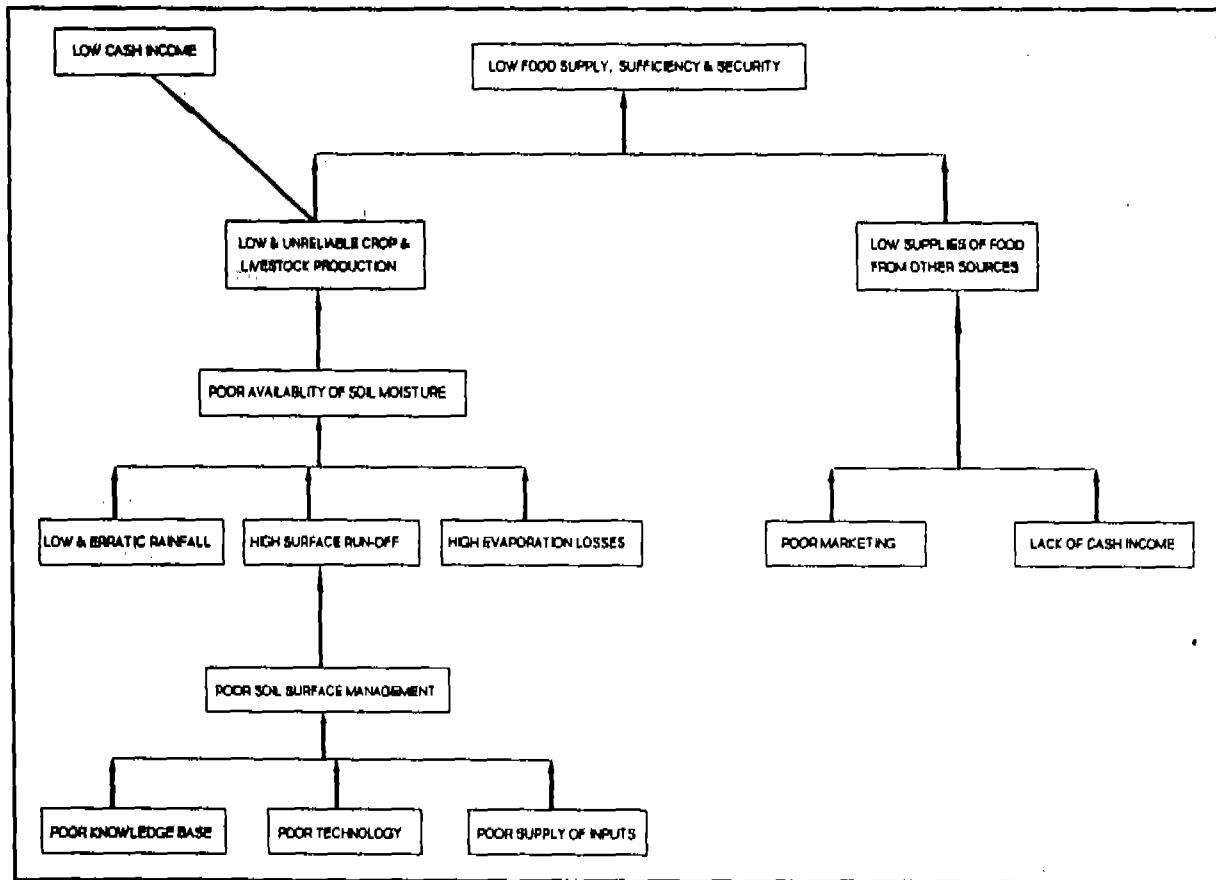 LOW CASH INCOME
LOW FOOD SUPPLY, SUFFICIENCY & SECURITY
LOW & UNRELIABLE CROP &
LIVESTOCK PRODUCTION
LOW SUPPLIES OF FOOD
FROM OTHER SOURCES
POOR AVAILABLITY OF SOIL MOISTURE
LOW & ERRATIC RAINFALL
HIGH SURFACE RUN-OFF
HIGH EVAPORATION LOSSES
POOR MARKETING
LACK OF CASH INCOME
POOR SOIL SURFACE MANAGEMENT
POOR KNOWLEDGE BASE
POOR TECHNOLOGY
POOR SUPPLY OF INPUTS